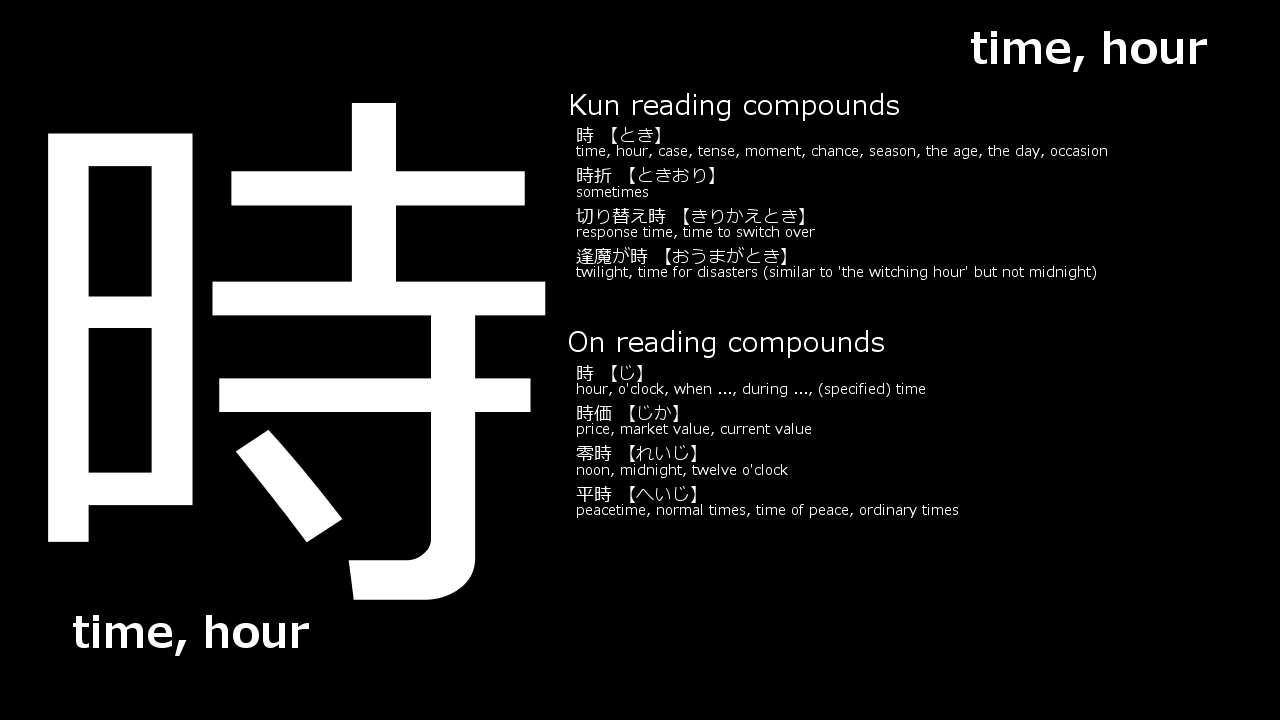 time, hour
時
Kun reading compounds
時 【とき】
time, hour, case, tense, moment, chance, season, the age, the day, occasion
時折 【ときおり】
sometimes
切り替え時 【きりかえとき】
response time, time to switch over
逢魔が時 【おうまがとき】
twilight, time for disasters (similar to 'the witching hour' but not midnight)
On reading compounds
時 【じ】
hour, o'clock, when ..., during ..., (specified) time
時価 【じか】
price, market value, current value
零時 【れいじ】
noon, midnight, twelve o'clock
平時 【へいじ】
peacetime, normal times, time of peace, ordinary times
time, hour